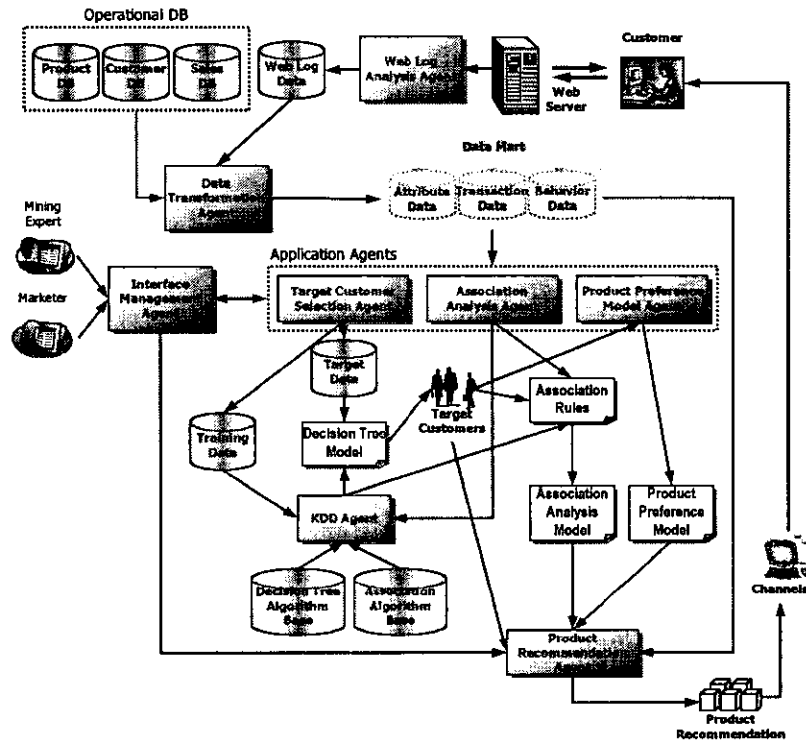 Operational DB
Product
DB
Customer
DB
Sales
DB
Web Log
Data
Web Log
Analysis Agent
Web
Server
Customer
Data Mart
Data
Transformation
Agent
Attribute
Data
Transaction
Data
Behavior
Data
Mining
Expert
Marketer
Interface
Management
Agent
Application Agents
Target Customer
Selection Agent
Association
Analysis Agent
Product Preference
Model Agent
Target
Data
Training
Data
Decision Tree
Model
Target
Customers
Association
Rules
KDD Agent
Association
Analysis
Model
Product
Preference
Model
Decision Tree
Algorithm
Base
Association
Algorithm
Base
Channels
Product
Recommendation
Agent
Product
Recommendation